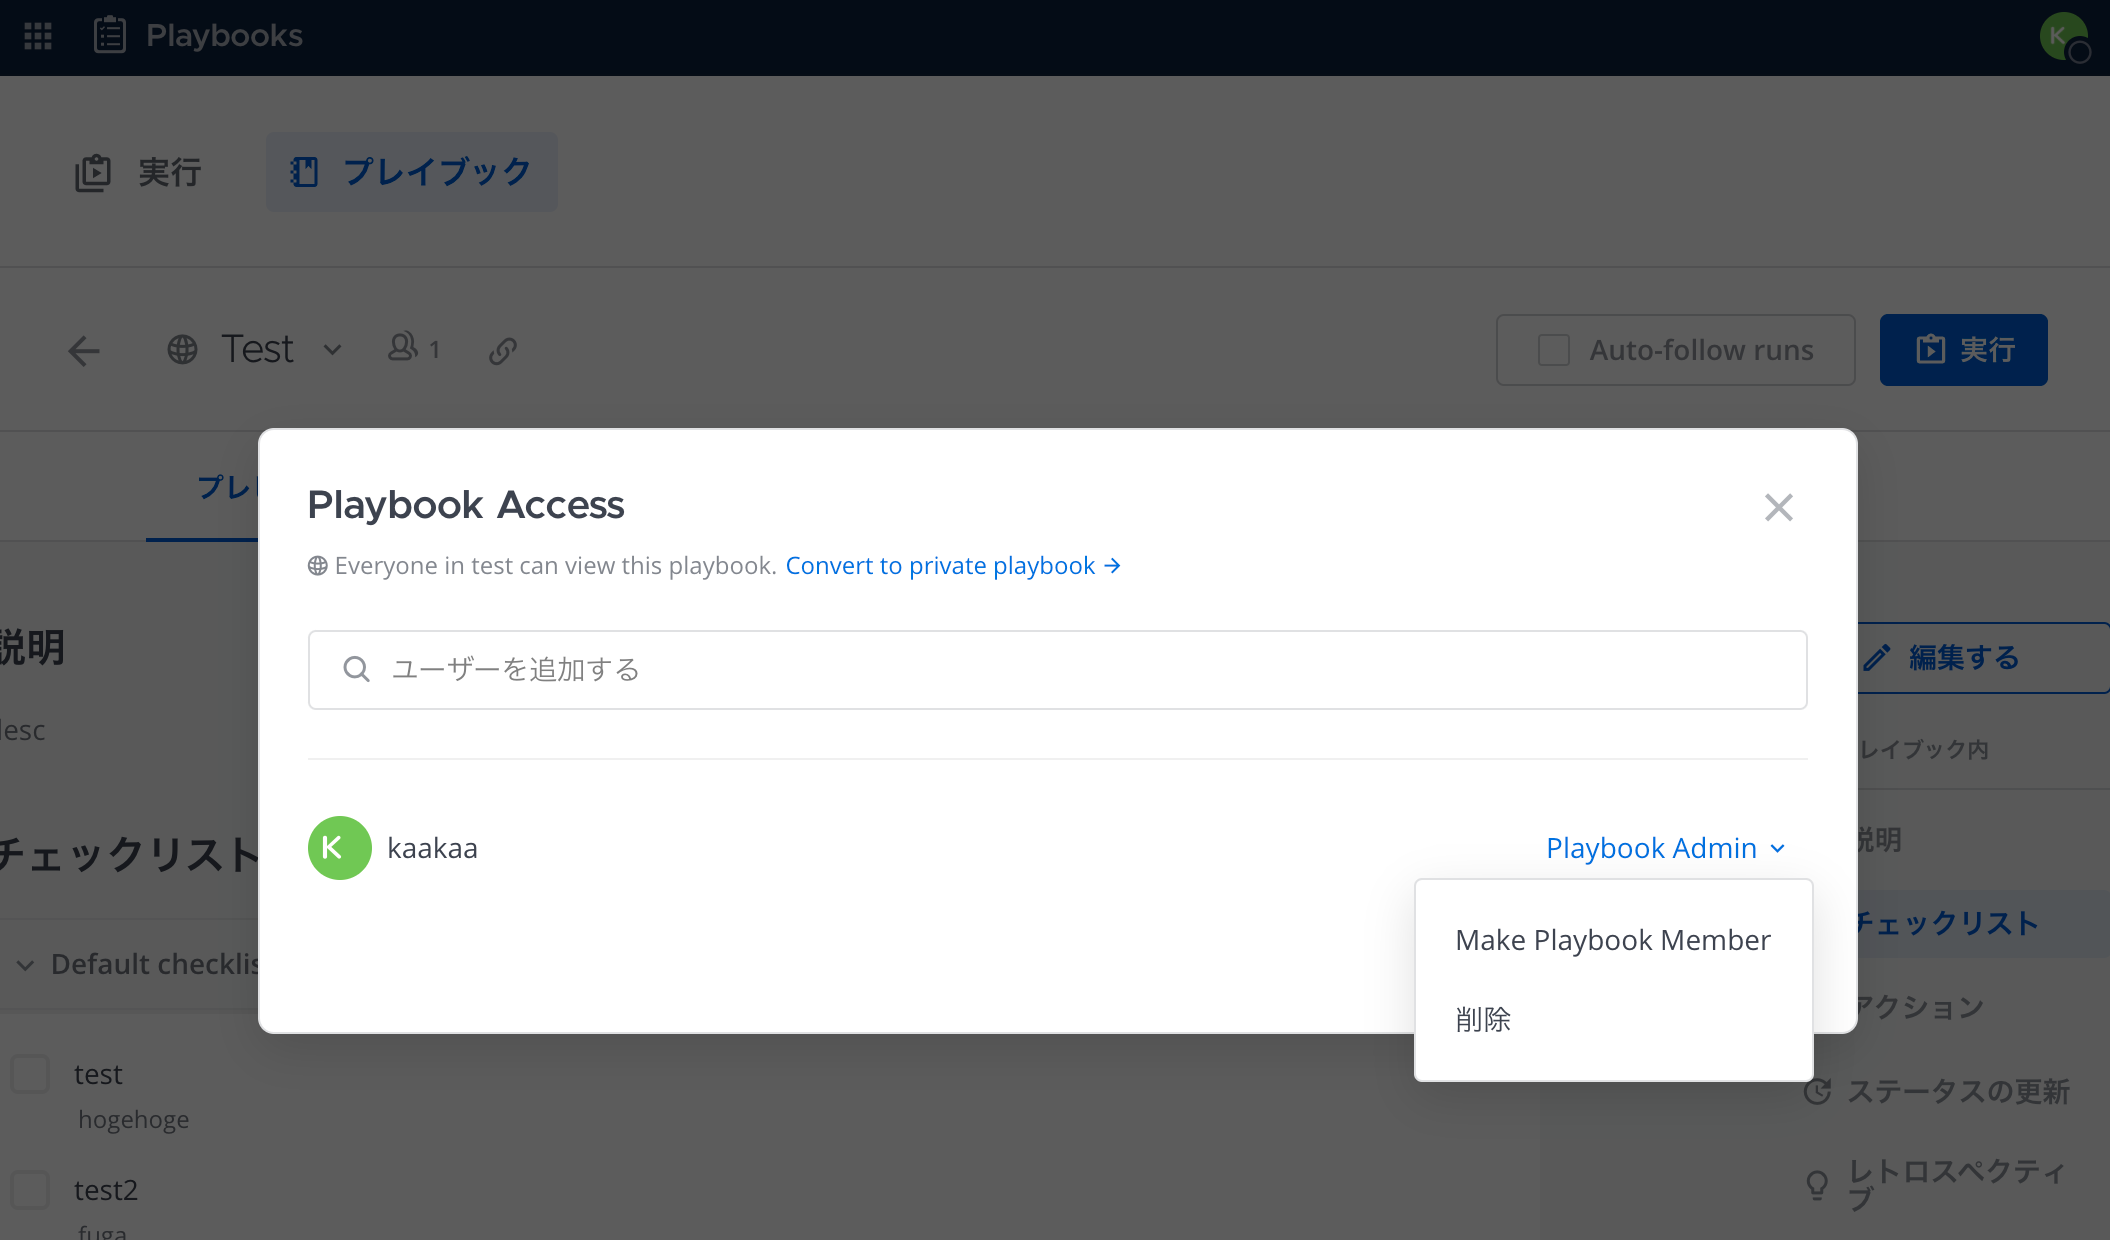 Playbooks
K
実行
プレイブック
Test
1
Auto-follow runs
実行
プレ
Playbook Access
Everyone in test can view this playbook. Convert to private playbook →
ユーザーを追加する
K
kaakaa
Playbook Admin
Make Playbook Member
削除
説明
desc
編集する
レイブック内
チェックリスト
説明
チェックリスト
Default checklis
アクション
test
hogehoge
ステータスの更新
test2
fuga
レトロスペクティ
ブ